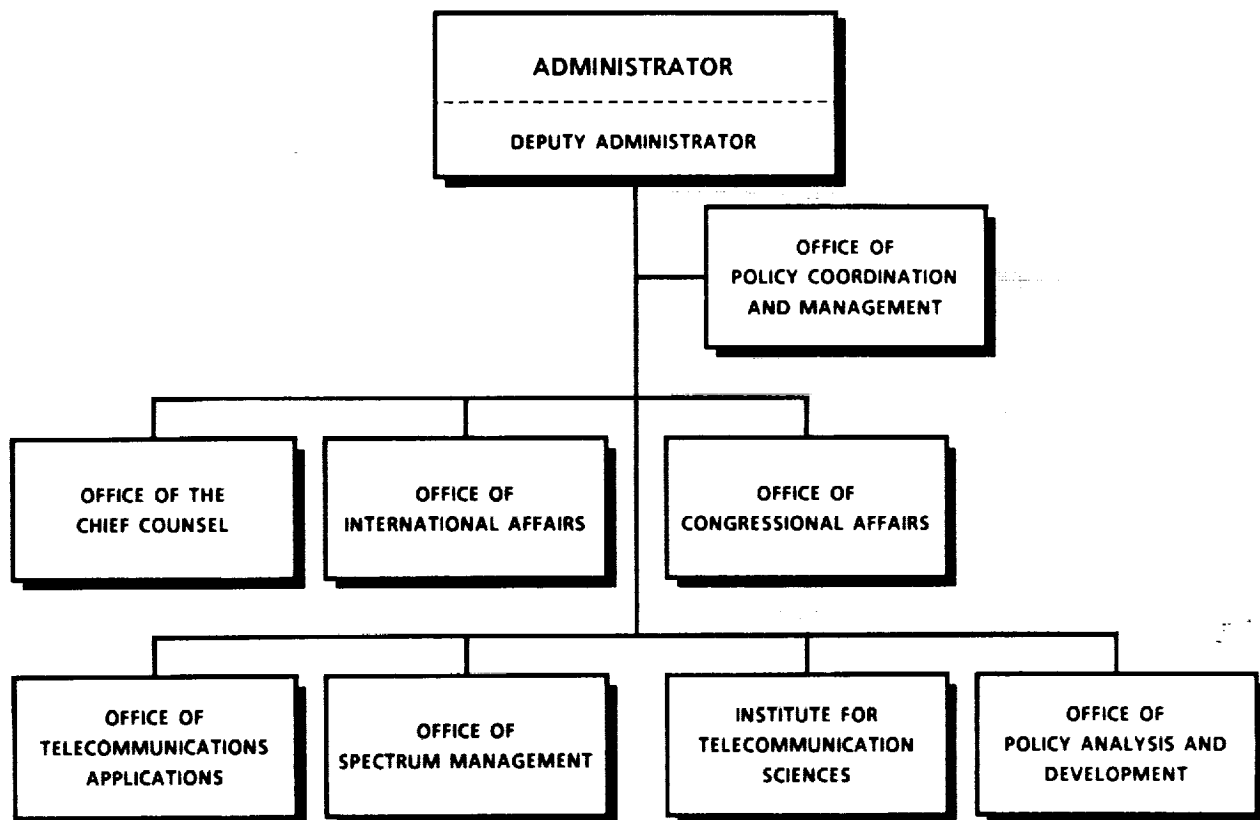 ADMINISTRATOR
DEPUTY ADMINISTRATOR
OFFICE OF
POLICY COORDINATION
AND MANAGEMENT
OFFICE OF THE
CHIEF COUNSEL
OFFICE OF
INTERNATIONAL AFFAIRS
OFFICE OF
CONGRESSIONAL AFFAIRS
OFFICE OF
TELECOMMUNICATIONS
APPLICATIONS
OFFICE OF
SPECTRUM MANAGEMENT
INSTITUTE FOR
TELECOMMUNICATION
SCIENCES
OFFICE OF
POLICY ANALYSIS AND
DEVELOPMENT